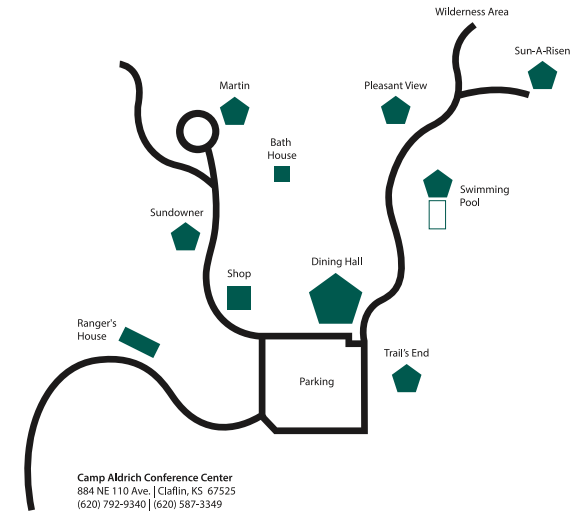 Wilderness Area
Sun-A-Risen
Martin
Pleasant View
Bath
House
Swimming
Pool
Sundowner
Dining Hall
Shop
Ranger's
House
Trail's End
Parking
Camp Aldrich Conference Center
884 NE 110 Ave. | Claflin, KS 67525
(620) 792-9340 | (620) 587-3349